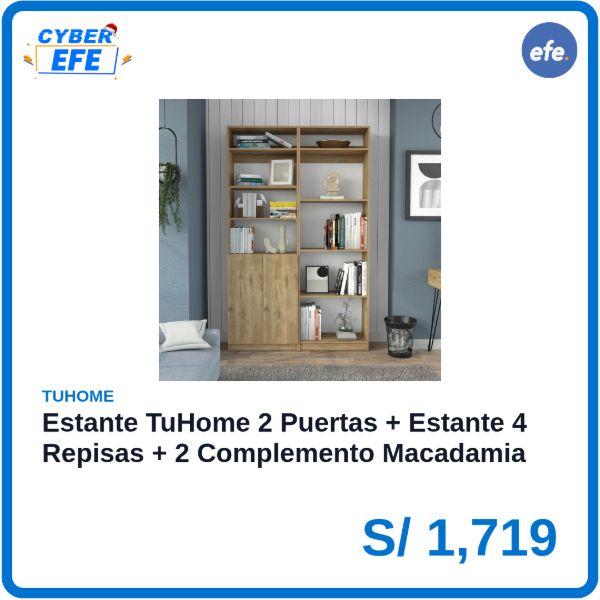 CYBER
EFE
efe.
TUHOME
Estante TuHome 2 Puertas + Estante 4
Repisas + 2 Complemento Macadamia
S/ 1,719